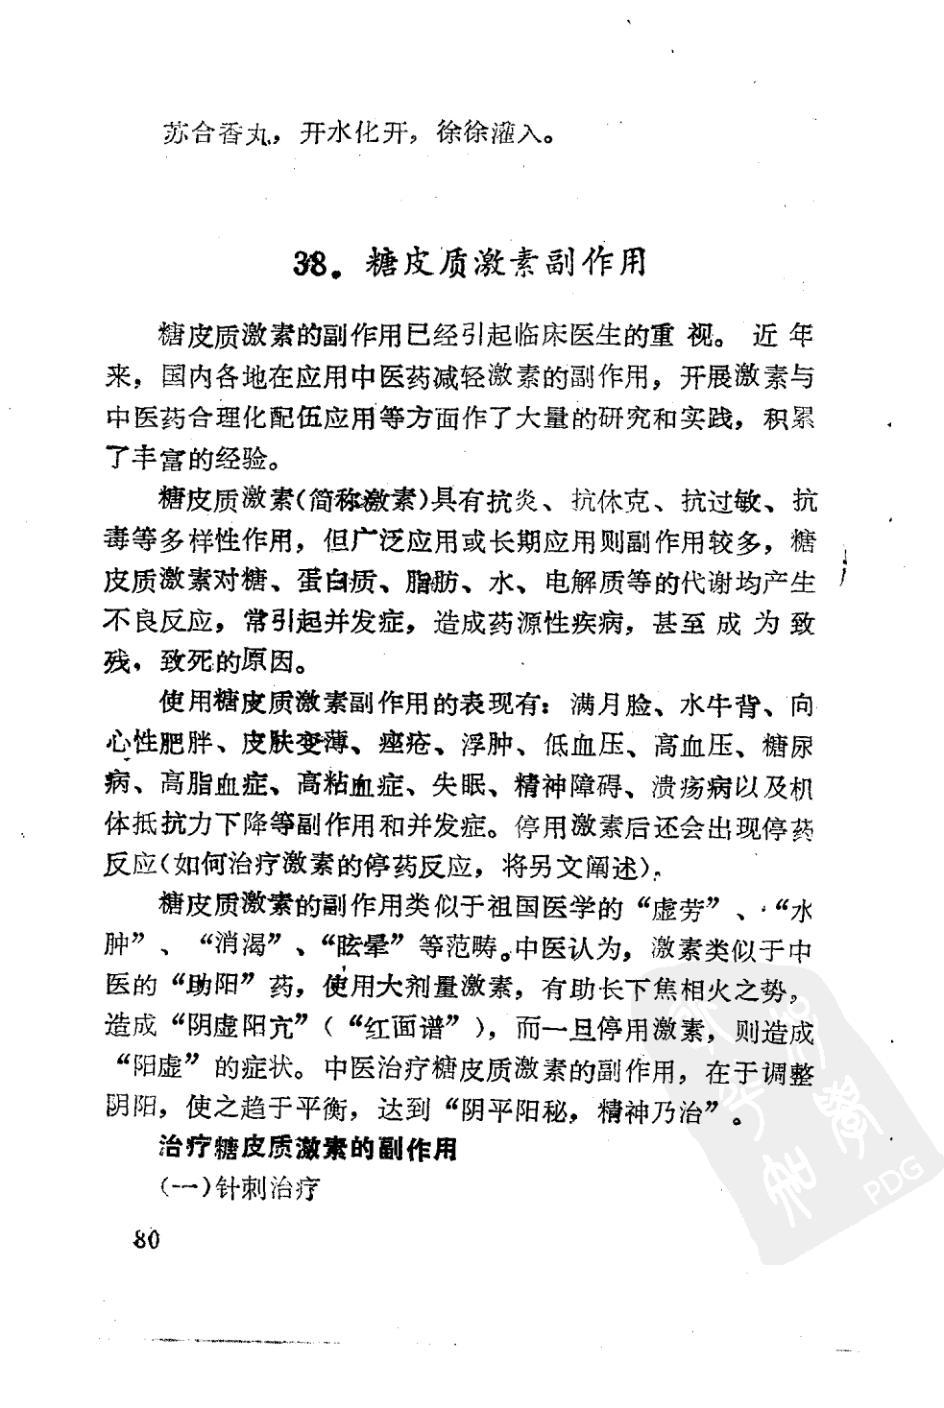 苏合香丸，开水化开，徐徐灌入。
38．糖皮质激素副作用
糖皮质激素的副作用已经引起临床医生的重视。近年
来，国内各地在应用中医药减轻激素的副作用，开展激素与
中医药合理化配伍应用等方面作了大量的研究和实践，积累
了丰富的经验。
糖皮质激素(简称激素)具有抗炎、抗休克、抗过敏、抗
毒等多样性作用，但广泛应用或长期应用则副作用较多，糖
皮质激素对糖、蛋白质、脂肪、水、电解质等的代谢均产生
不良反应，常引起并发症，造成药源性疾病，甚至成为致
残，致死的原因。
使用糖皮质激素副作用的表现有：满月脸、水牛背、向
心性肥胖、皮肤变薄、痤疮、浮肿、低血压、高血压、糖尿
病、高脂血症、高粘血症、失眠、精神障碍、溃疡病以及机
体抵抗力下降等副作用和并发症。停用激素后还会出现停药
反应(如何治疗激素的停药反应，将另文阐述)。
糖皮质激素的副作用类似于祖国医学的“虚劳”、“水
肿”、“消渴”、“眩晕”等范畴。中医认为，激素类似于中
医的“助阳”药，使用大剂量激素，有助长下焦相火之势，
造成“阴虚阳亢”（“红面谱”），而一旦停用激素，则造成
“阳虚”的症状。中医治疗糖皮质激素的副作用，在于调整
阴阳，使之趋于平衡，达到“阴平阳秘，精神乃治”。
治疗糖皮质激素的副作用
(一)针刺治疗
80
PDG